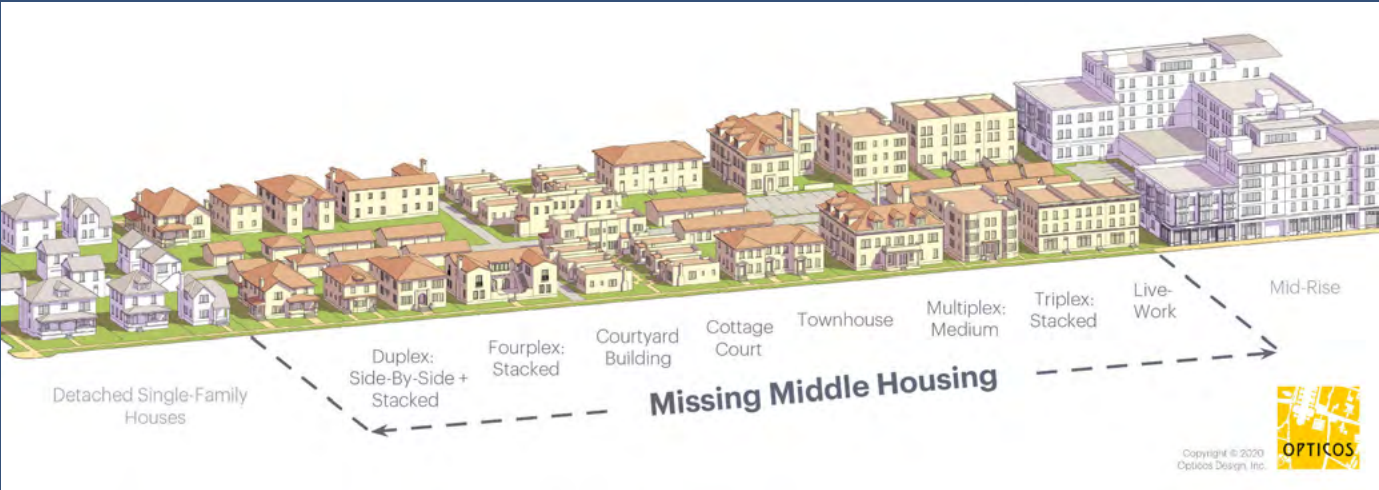 Detached Single-Family
Houses
Duplex:
Side-By-Side +
Stacked
Fourplex:
Stacked
Courtyard
Building
Cottage
Court
Townhouse
Multiplex:
Medium
Triplex:
Stacked
Live-
Work
Mid-Rise
Missing Middle Housing
Copyright © 2020
Opticos Design, Inc.
OPTICOS